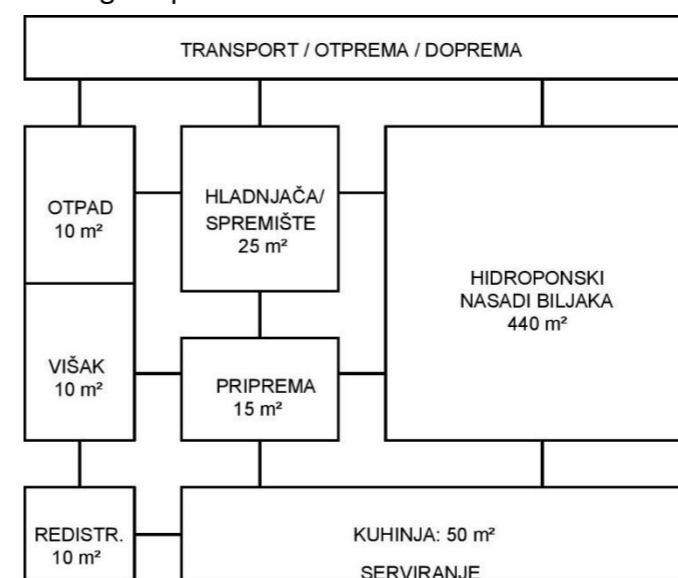 TRANSPORT / OTPREMA / DOPREMA
OTPAD
10 m²
HLADNJAČA/
SPREMIŠTE
25 m²
HIDROPONSKI
NASADI BILJAKA
440 m²
VIŠAK
10 m²
PRIPREMA
15 m²
REDISTR.
10 m²
KUHINJA: 50 m²
SERVIRANJE